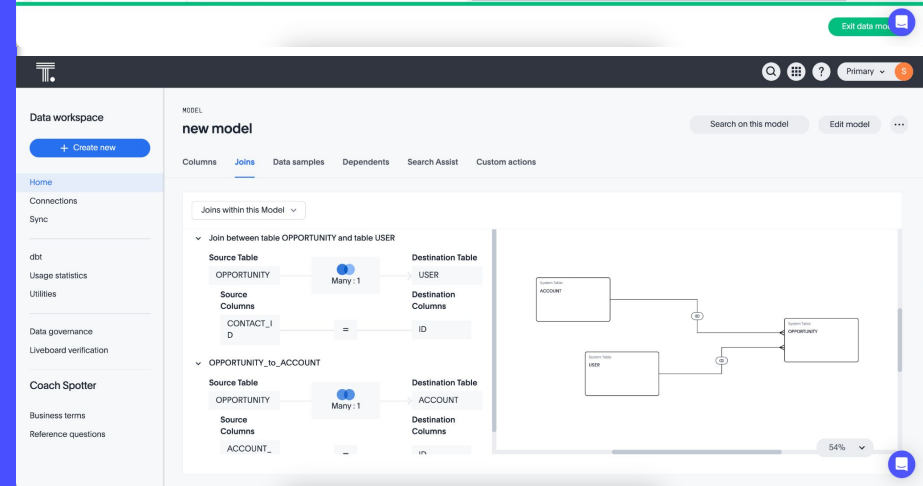 Exit data mo
T.
?
Primary
S
Data workspace
+ Create new
Home
Connections
Sync
dbt
Usage statistics
Utilities
Data governance
Liveboard verification
Coach Spotter
Business terms
Reference questions
MODEL
new model
Search on this model
Edit model
Columns
Joins
Data samples
Dependents
Search Assist
Custom actions
Joins within this Model
Join between table OPPORTUNITY and table USER
Source Table
Destination Table
OPPORTUNITY
Many : 1
USER
Source
Columns
Destination
Columns
CONTACT_I
D
=
ID
OPPORTUNITY_to_ACCOUNT
Source Table
Destination Table
OPPORTUNITY
Many : 1
ACCOUNT
Source
Columns
Destination
Columns
ACCOUNT_
=
ID
System Table
ACCOUNT
System Table
OPPORTUNITY
System Table
USER
54%